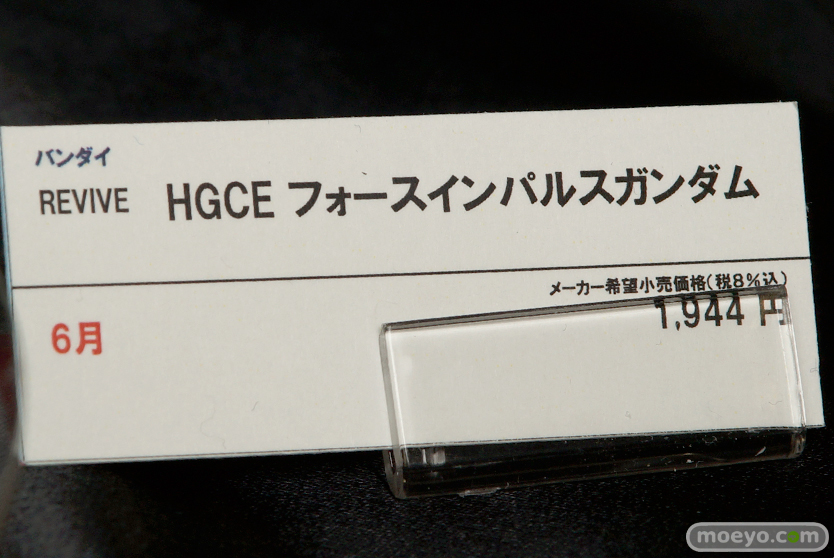 バンダイ
REVIVE HGCE フォースインパルスガンダム
メーカー希望小売価格(税8%込)
6月 1,944 円
moeyo.com